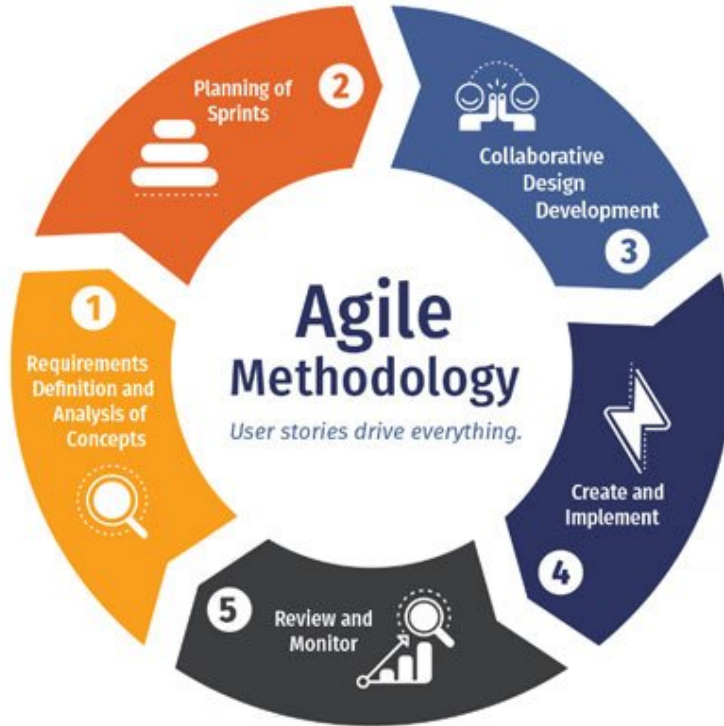 Agile
Methodology
User stories drive everything.
1
Requirements
Definition and
Analysis of
Concepts
2
Planning of
Sprints
3
Collaborative
Design
Development
4
Create and
Implement
5
Review and
Monitor